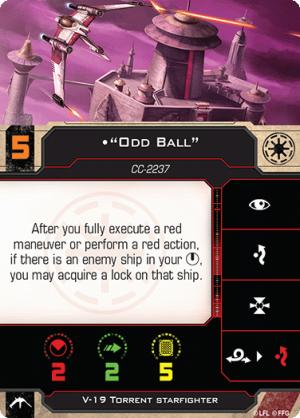 5
•"Odd Ball"
CC-2237
After you fully execute a red
maneuver or perform a red action,
if there is an enemy ship in your ,
you may acquire a lock on that ship.
2 2 5
V-19 Torrent starfighter
©LFL ©FFG